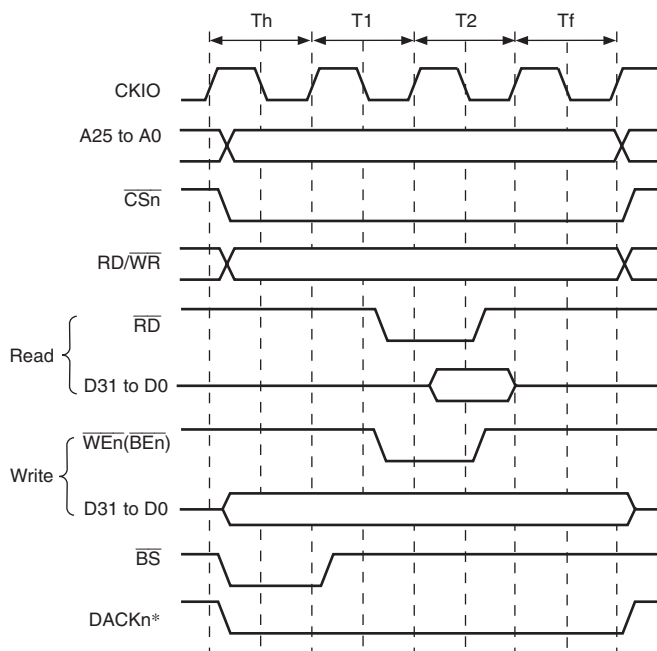 Th T1 T2 Tf
CKIO
A25 to A0
CSn
RD/WR
RD
Read
D31 to D0
WEn(BEn)
Write
D31 to D0
BS
DACKn*